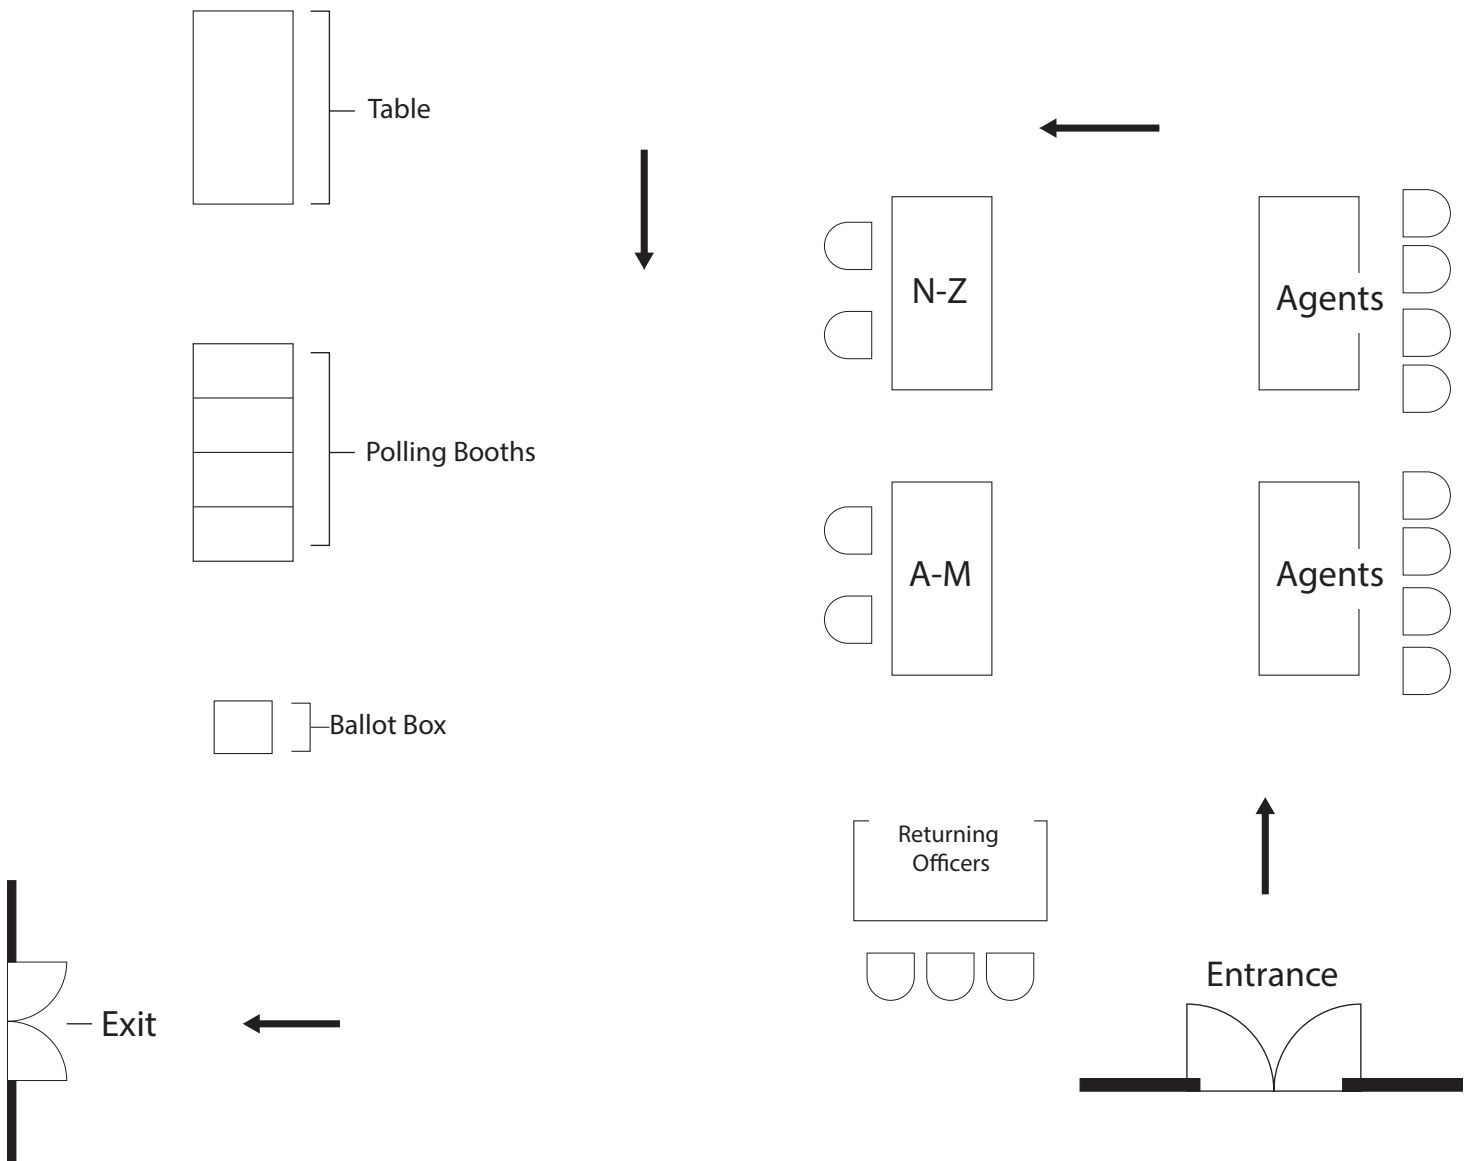 Table
N-Z
Agents
Polling Booths
A-M
Agents
Ballot Box
Returning
Officers
Entrance
Exit